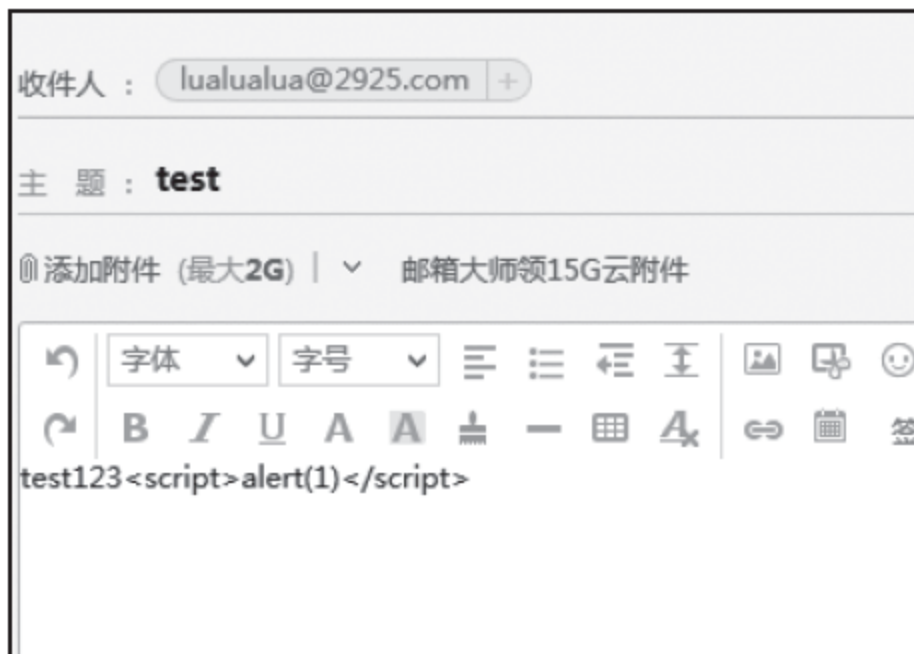 收件人 : lualualua@2925.com +
主 题 : test
添加附件 (最大2G) 邮箱大师领15G云附件
字体 字号
B I U A A A
test123<script>alert(1)</script>